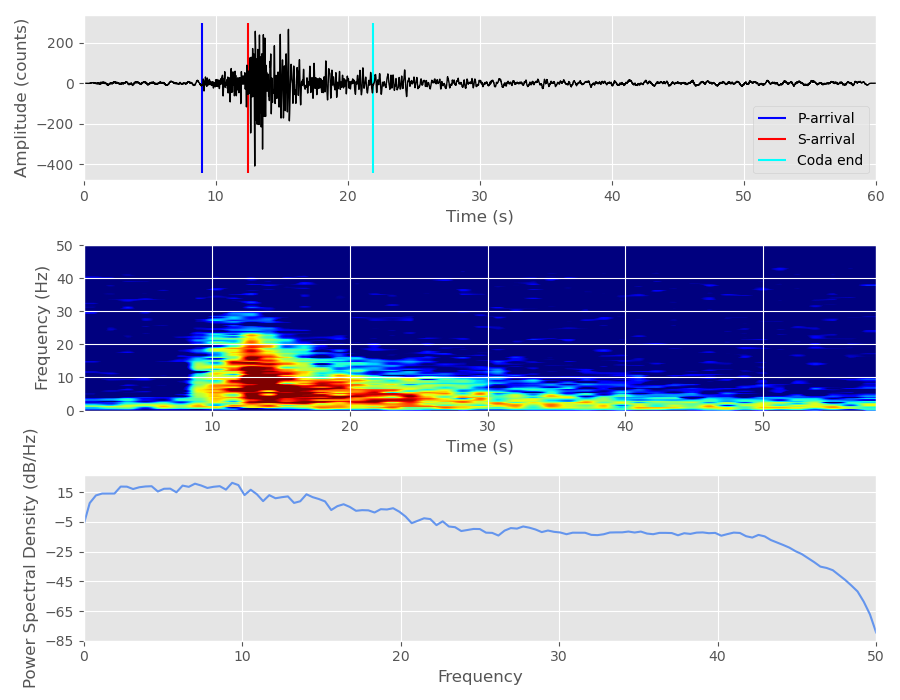 Amplitude (counts)
200
0
−200
−400
P-arrival
S-arrival
Coda end
0 10 20 30 40 50 60
Time (s)
Frequency (Hz)
50
40
30
20
10
0
10 20 30 40 50
Time (s)
Power Spectral Density (dB/Hz)
15
−5
−25
−45
−65
−85
0 10 20 30 40 50
Frequency